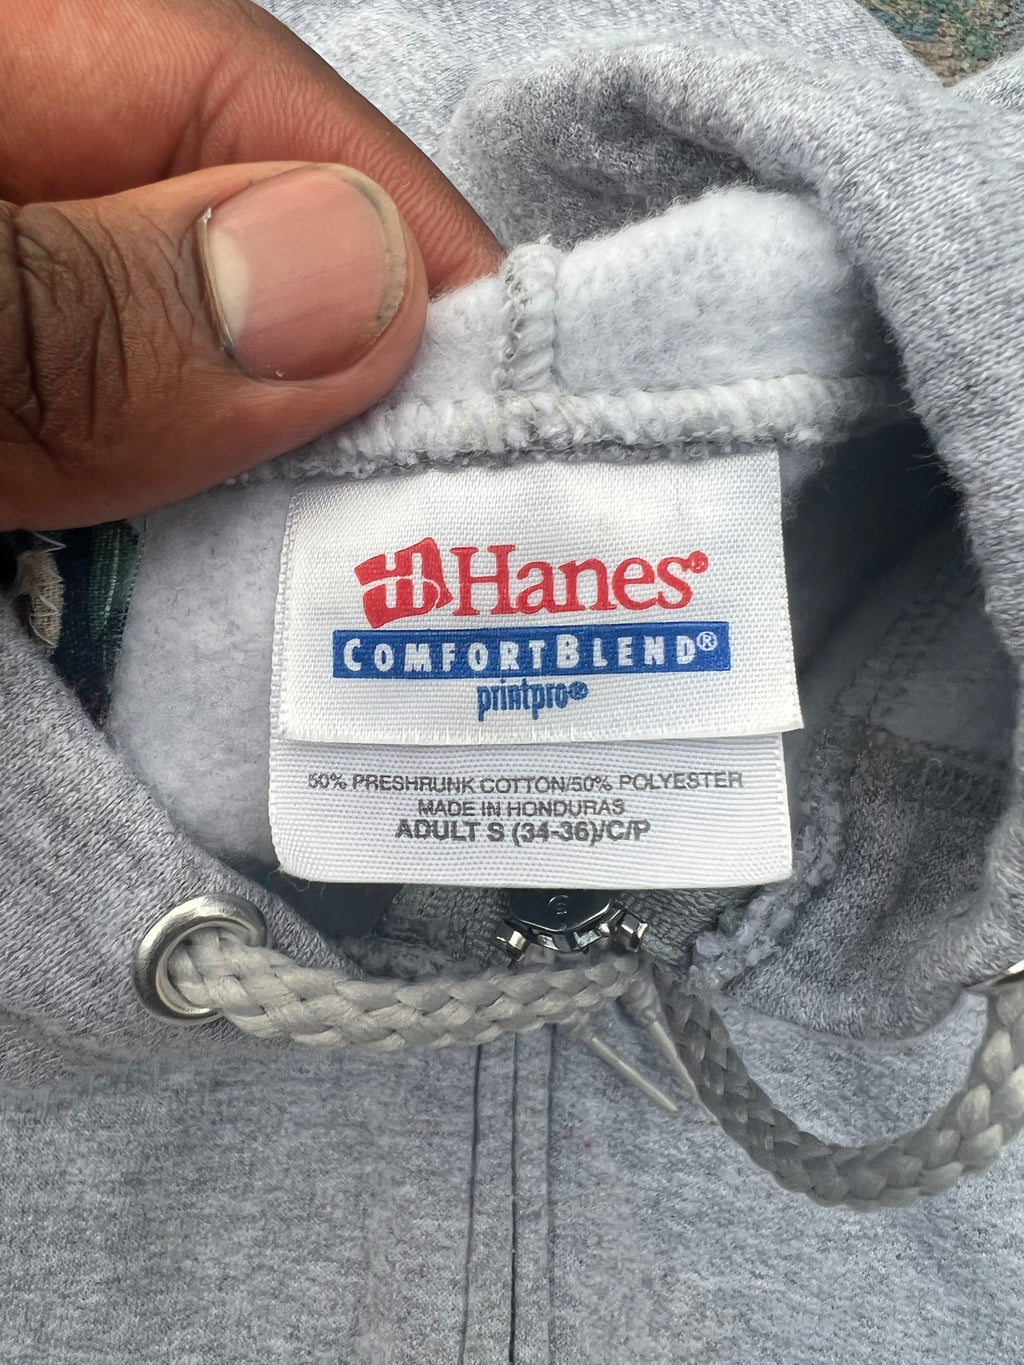 Hanes®
COMFORTBLEND®
printpro®
50% PRESHRUNK COTTON/50% POLYESTER
MADE IN HONDURAS
ADULT S (34-36)/C/P